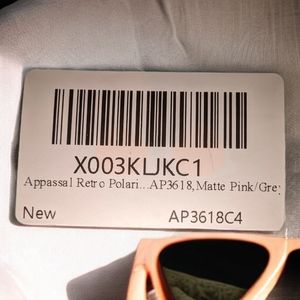 X003KLJKC1
Appassal Retro Polari...AP3618,Matte Pink/Grey
New AP3618C4